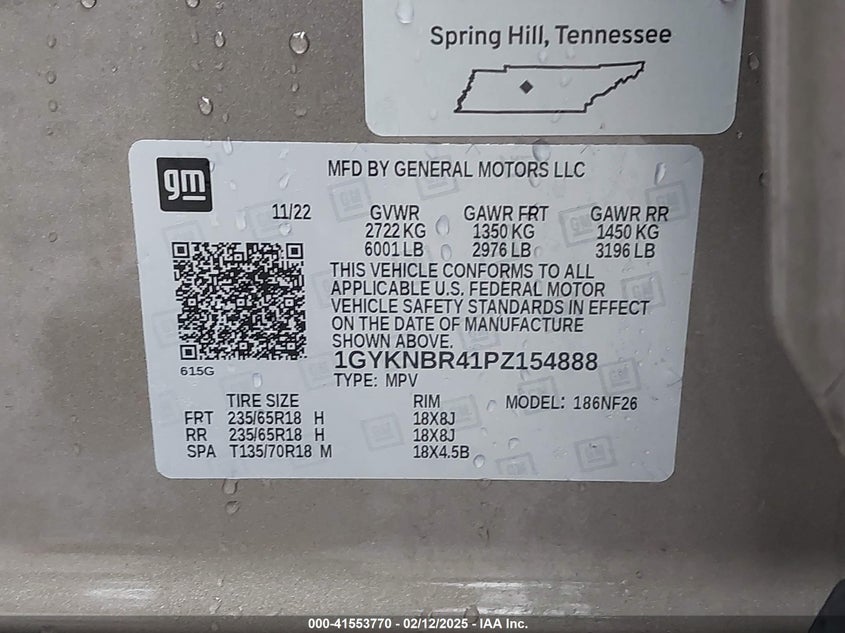 Spring Hill, Tennessee
gm
MFD BY GENERAL MOTORS LLC
11/22 GVWR GAWR FRT GAWR RR
2722 KG 1350 KG 1450 KG
6001 LB 2976 LB 3196 LB
THIS VEHICLE CONFORMS TO ALL
APPLICABLE U.S. FEDERAL MOTOR
VEHICLE SAFETY STANDARDS IN EFFECT
ON THE DATE OF MANUFACTURE
SHOWN ABOVE.
1GYKNBR41PZ154888
615G
TYPE: MPV
TIRE SIZE RIM MODEL: 186NF26
FRT 235/65R18 H 18X8J
RR 235/65R18 H 18X8J
SPA T135/70R18 M 18X4.5B
000-41553770 - 02/12/2025 - IAA Inc.